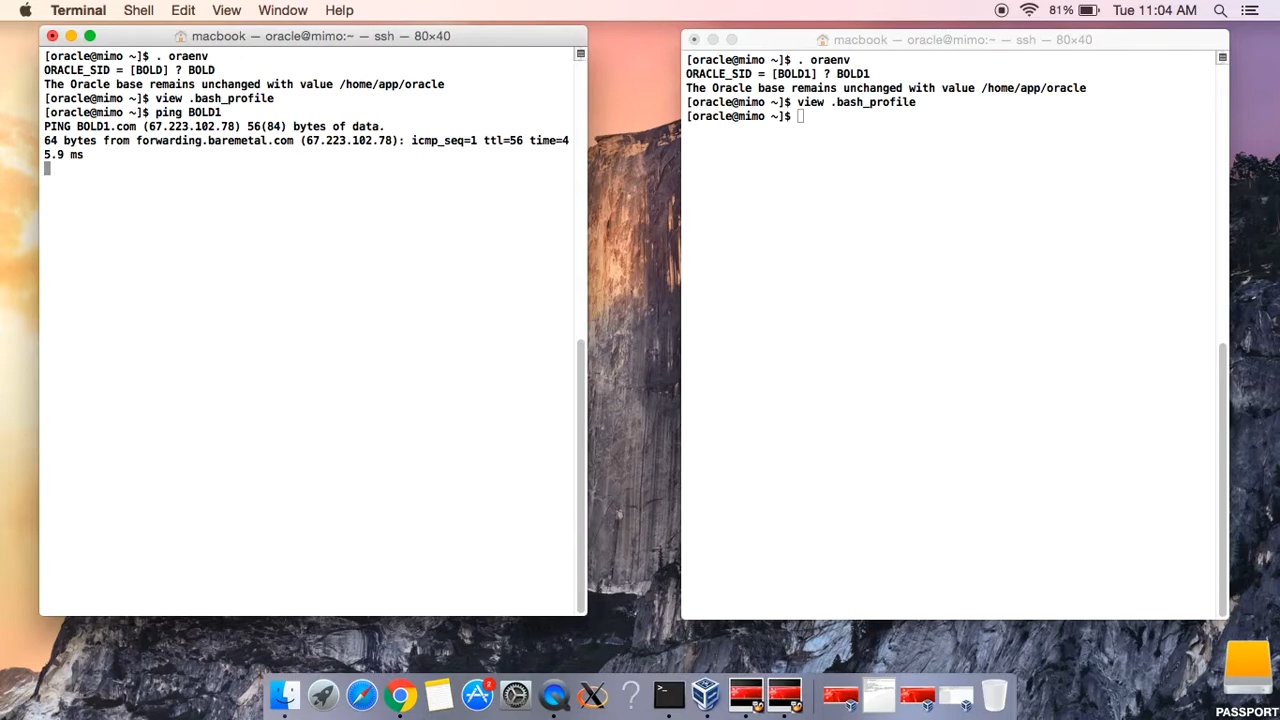 Terminal Shell Edit View Window Help 81% Tue 11:04 AM
macbook — oracle@mimo:~ — ssh — 80×40
[oracle@mimo ~]$ . oraenv
ORACLE_SID = [BOLD] ? BOLD
The Oracle base remains unchanged with value /home/app/oracle
[oracle@mimo ~]$ view .bash_profile
[oracle@mimo ~]$ ping BOLD1
PING BOLD1.com (67.223.102.78) 56(84) bytes of data.
64 bytes from forwarding.baremetal.com (67.223.102.78): icmp_seq=1 ttl=56 time=4
5.9 ms
macbook — oracle@mimo:~ — ssh — 80×40
[oracle@mimo ~]$ . oraenv
ORACLE_SID = [BOLD1] ? BOLD1
The Oracle base remains unchanged with value /home/app/oracle
[oracle@mimo ~]$ view .bash_profile
[oracle@mimo ~]$
2
PASSPORT